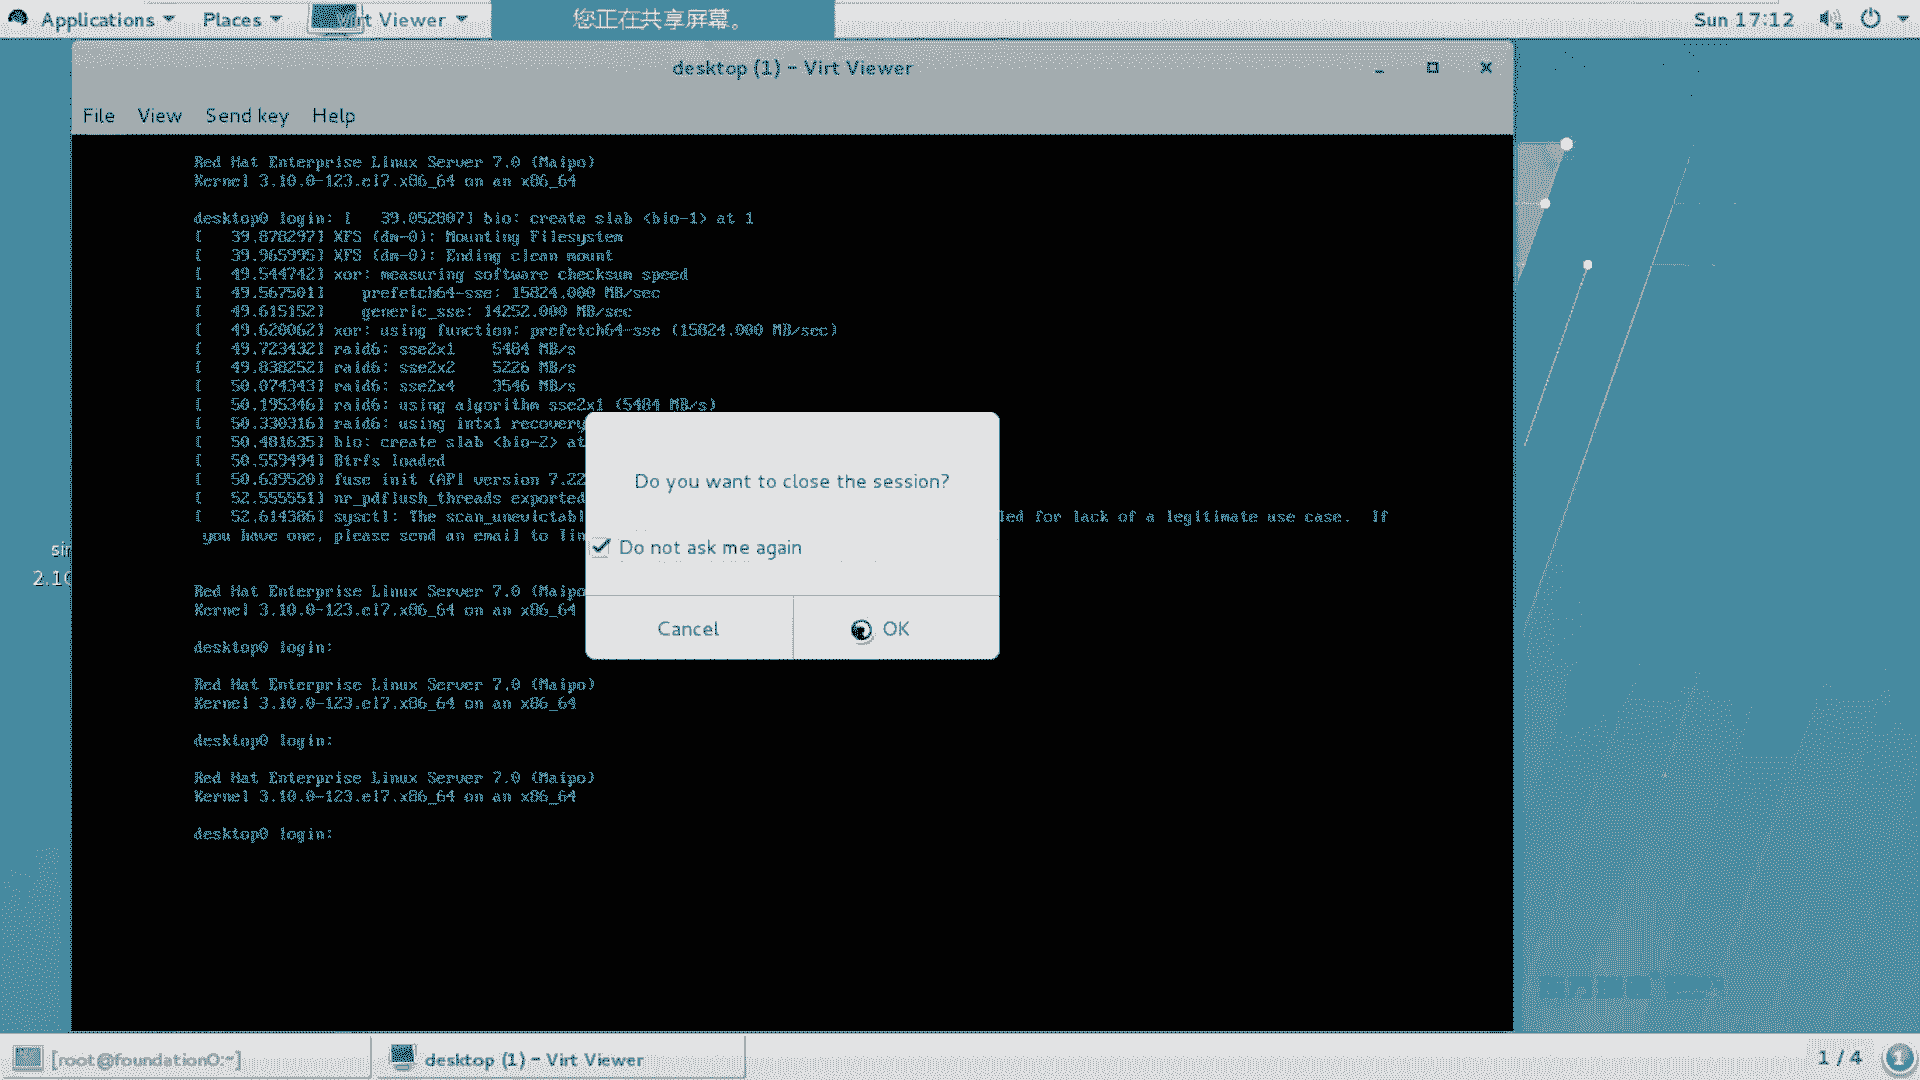 Applications Places Virt Viewer 您正在共享屏幕。 Sun 17:12
desktop (1) - Virt Viewer
File View Send key Help
Red Hat Enterprise Linux Server 7.0 (Maipo)
Kernel 3.10.0-123.el7.x86_64 on an x86_64
desktop0 login: [   39.052807] bio: create slab <bio-1> at 1
[   39.878297] XFS (dm-0): Mounting Filesystem
[   39.965995] XFS (dm-0): Ending clean mount
[   49.544742] xor: measuring software checksum speed
[   49.567501]    prefetch64-sse: 15824.000 MB/sec
[   49.615152]    generic_sse: 14252.000 MB/sec
[   49.620062] xor: using function: prefetch64-sse (15824.000 MB/sec)
[   49.723432] raid6: sse2x1    5484 MB/s
[   49.838252] raid6: sse2x2    5226 MB/s
[   50.074343] raid6: sse2x4    3546 MB/s
[   50.195346] raid6: using algorithm sse2x1 (5484 MB/s)
[   50.330316] raid6: using intx1 recovery
[   50.481635] bio: create slab <bio-2> at
[   50.559494] Btrfs loaded
[   50.639520] fuse init (API version 7.22
[   52.555551] nr_pdflush_threads exported
[   52.614386] sysctl: The scan_unevictabl led for lack of a legitimate use case.  If
you have one, please send an email to lin
Red Hat Enterprise Linux Server 7.0 (Maipo
Kernel 3.10.0-123.el7.x86_64 on an x86_64
desktop0 login:
Red Hat Enterprise Linux Server 7.0 (Maipo)
Kernel 3.10.0-123.el7.x86_64 on an x86_64
desktop0 login:
Red Hat Enterprise Linux Server 7.0 (Maipo)
Kernel 3.10.0-123.el7.x86_64 on an x86_64
desktop0 login:
Do you want to close the session?
Do not ask me again
Cancel OK
sir
2.10
[root@foundation0:~] desktop (1) - Virt Viewer 1 / 4 1